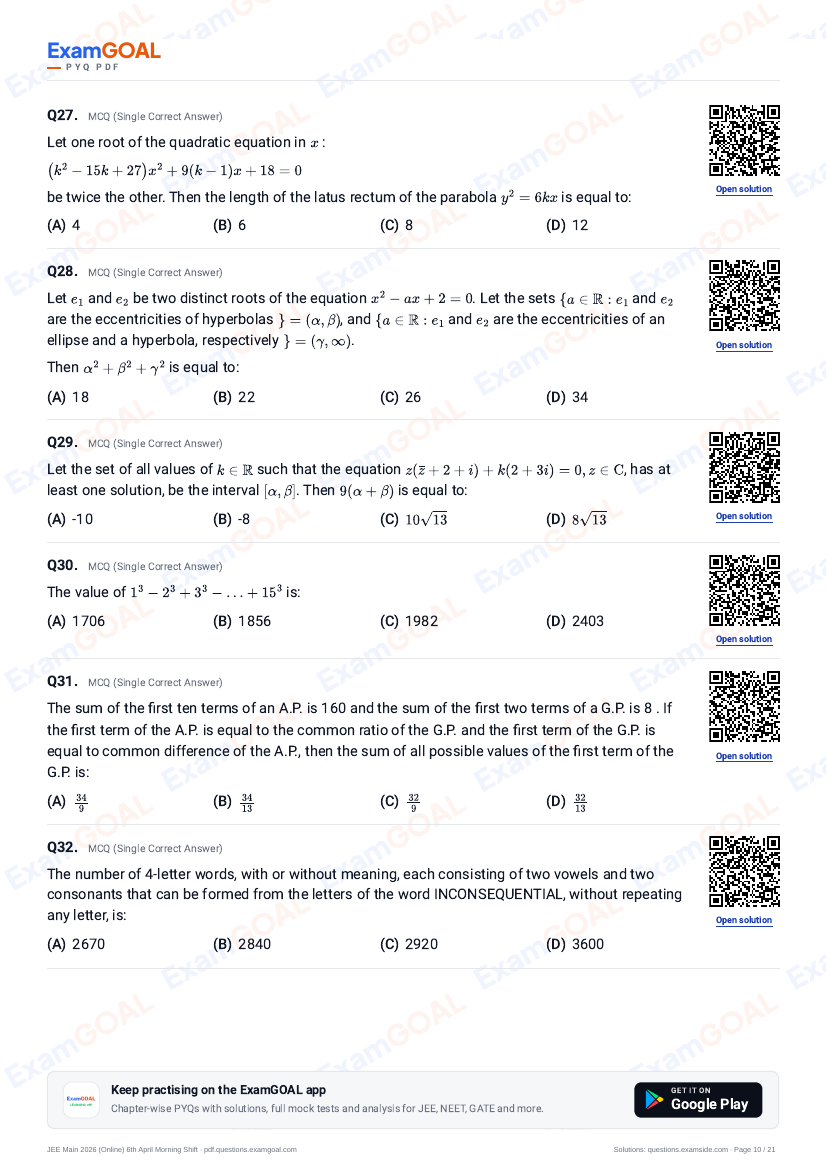 ExamGOAL
PYQ PDF
Q27. MCQ (Single Correct Answer)
Let one root of the quadratic equation in x :
(k² − 15k + 27)x² + 9(k − 1)x + 18 = 0
be twice the other. Then the length of the latus rectum of the parabola y² = 6kx is equal to:
(A) 4 (B) 6 (C) 8 (D) 12
Open solution
Q28. MCQ (Single Correct Answer)
Let e₁ and e₂ be two distinct roots of the equation x² − ax + 2 = 0. Let the sets {a ∈ ℝ : e₁ and e₂
are the eccentricities of hyperbolas } = (α, β), and {a ∈ ℝ : e₁ and e₂ are the eccentricities of an
ellipse and a hyperbola, respectively } = (γ, ∞).
Then α² + β² + γ² is equal to:
(A) 18 (B) 22 (C) 26 (D) 34
Open solution
Q29. MCQ (Single Correct Answer)
Let the set of all values of k ∈ ℝ such that the equation z(z̄ + 2 + i) + k(2 + 3i) = 0, z ∈ C, has at
least one solution, be the interval [α, β]. Then 9(α + β) is equal to:
(A) -10 (B) -8 (C) 10√13 (D) 8√13
Open solution
Q30. MCQ (Single Correct Answer)
The value of 1³ − 2³ + 3³ − … + 15³ is:
(A) 1706 (B) 1856 (C) 1982 (D) 2403
Open solution
Q31. MCQ (Single Correct Answer)
The sum of the first ten terms of an A.P. is 160 and the sum of the first two terms of a G.P. is 8 . If
the first term of the A.P. is equal to the common ratio of the G.P. and the first term of the G.P. is
equal to common difference of the A.P., then the sum of all possible values of the first term of the
G.P. is:
(A) 34/9 (B) 34/13 (C) 32/9 (D) 32/13
Open solution
Q32. MCQ (Single Correct Answer)
The number of 4-letter words, with or without meaning, each consisting of two vowels and two
consonants that can be formed from the letters of the word INCONSEQUENTIAL, without repeating
any letter, is:
(A) 2670 (B) 2840 (C) 2920 (D) 3600
Open solution
ExamGOAL
Keep practising on the ExamGOAL app
Chapter-wise PYQs with solutions, full mock tests and analysis for JEE, NEET, GATE and more.
GET IT ON
Google Play
JEE Main 2026 (Online) 6th April Morning Shift · pdf.questions.examgoal.com
Solutions: questions.examside.com · Page 10 / 21